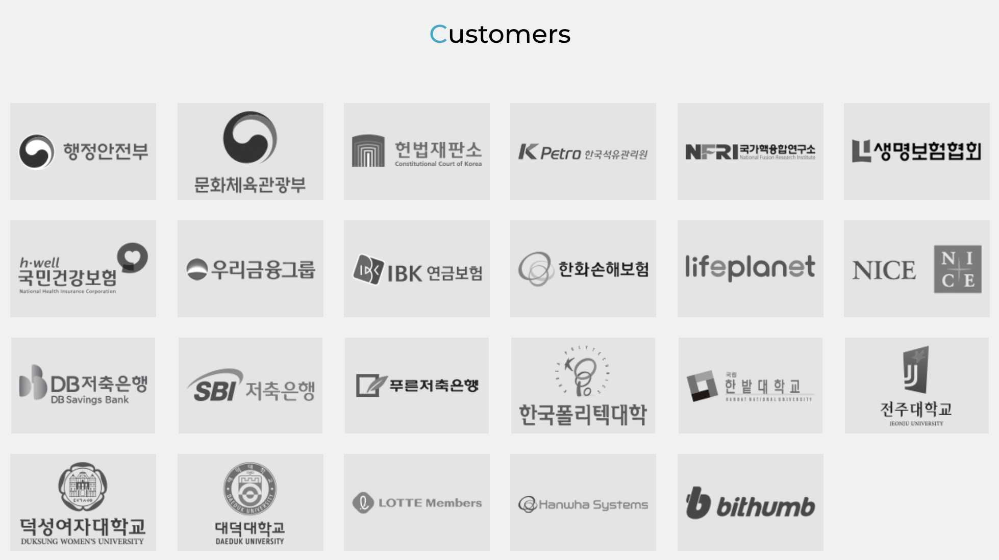 Customers
행정안전부
문화체육관광부
헌법재판소
Constitutional Court of Korea
K Petro 한국석유관리원
NFRI 국가핵융합연구소
National Fusion Research Institute
생명보험협회
h·well
국민건강보험
National Health Insurance Corporation
우리금융그룹
IBK 연금보험
한화손해보험
lifeplanet
NICE
N I
C E
DB저축은행
DB Savings Bank
SBI 저축은행
푸른저축은행
한국폴리텍대학
국립
한밭대학교
HANBAT NATIONAL UNIVERSITY
전주대학교
JEONJU UNIVERSITY
덕성여자대학교
DUKSUNG WOMEN'S UNIVERSITY
대덕대학교
DAEDUK UNIVERSITY
대덕대학교
DAEDUK UNIVERSITY
LOTTE Members
Hanwha Systems
bithumb